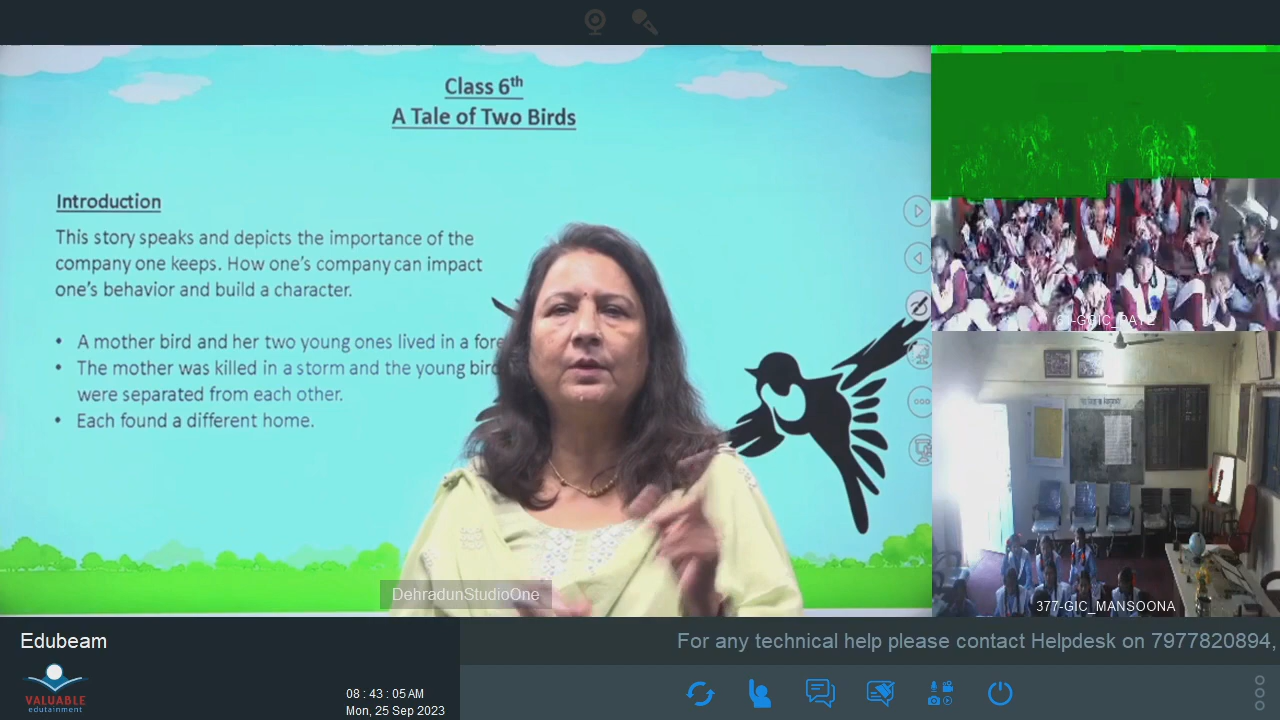 Class 6th
A Tale of Two Birds
Introduction
This story speaks and depicts the importance of the
company one keeps. How one's company can impact
one's behavior and build a character.
• A mother bird and her two young ones lived in a fore
• The mother was killed in a storm and the young bird
were separated from each other.
• Each found a different home.
DehradunStudioOne
377-GIC_MANSOONA
Edubeam
For any technical help please contact Helpdesk on 7977820894,
VALUABLE
edutainment
08 : 43 : 05 AM
Mon, 25 Sep 2023